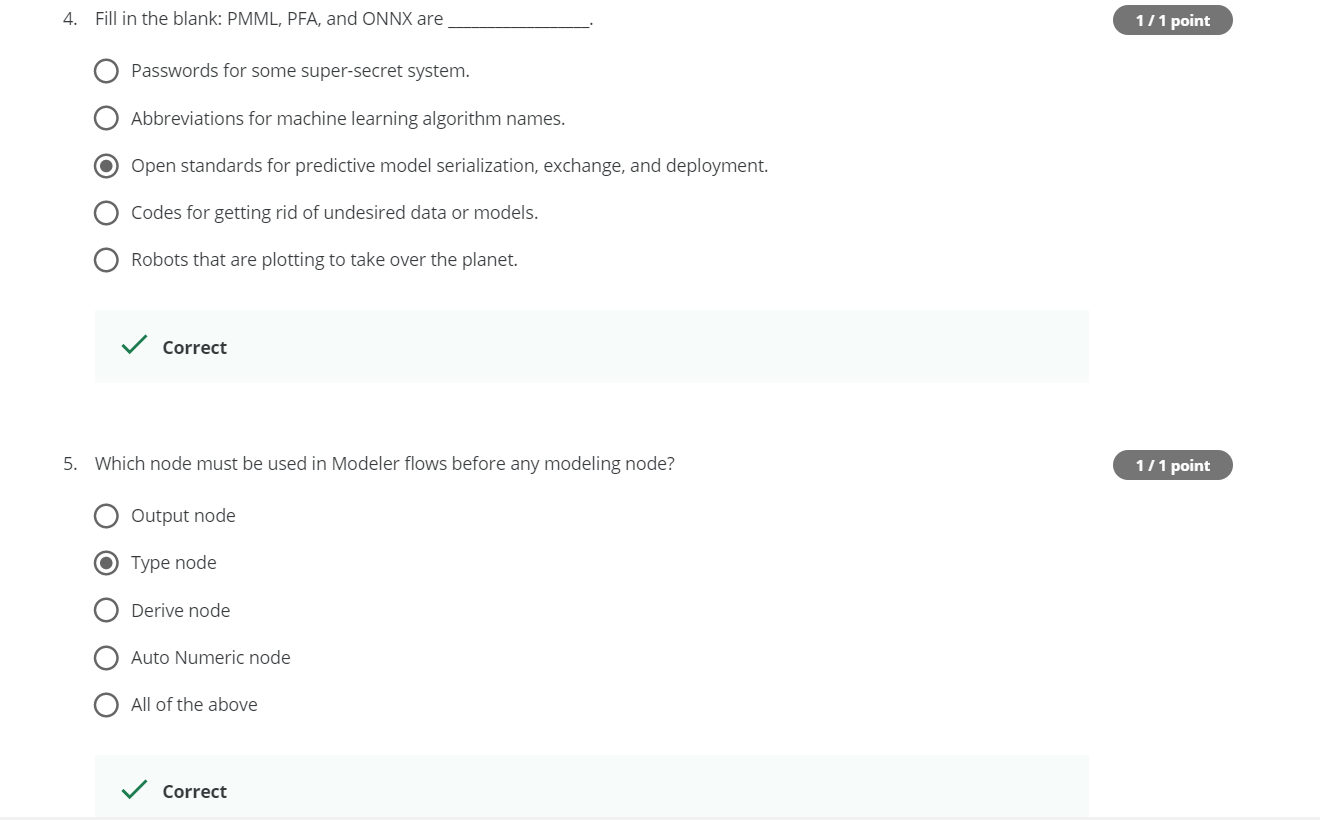 4. Fill in the blank: PMML, PFA, and ONNX are _________________.
1 / 1 point
Passwords for some super-secret system.
Abbreviations for machine learning algorithm names.
Open standards for predictive model serialization, exchange, and deployment.
Codes for getting rid of undesired data or models.
Robots that are plotting to take over the planet.
Correct
5. Which node must be used in Modeler flows before any modeling node?
1 / 1 point
Output node
Type node
Derive node
Auto Numeric node
All of the above
Correct